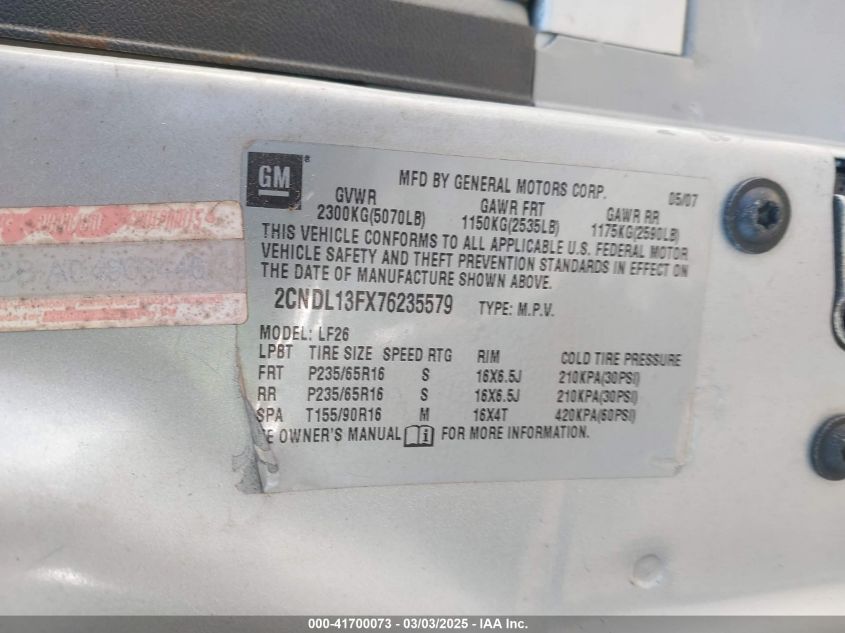 GM ®
MFD BY GENERAL MOTORS CORP. 05/07
GVWR GAWR FRT GAWR RR
2300KG(5070LB) 1150KG(2535LB) 1175KG(2590LB)
THIS VEHICLE CONFORMS TO ALL APPLICABLE U.S. FEDERAL MOTOR
VEHICLE SAFETY AND THEFT PREVENTION STANDARDS IN EFFECT ON
THE DATE OF MANUFACTURE SHOWN ABOVE.
2CNDL13FX76235579 TYPE: M.P.V.
MODEL: LF26
LPBT TIRE SIZE SPEED RTG RIM COLD TIRE PRESSURE
FRT P235/65R16 S 16X6.5J 210KPA(30PSI)
RR P235/65R16 S 16X6.5J 210KPA(30PSI)
SPA T155/90R16 M 16X4T 420KPA(60PSI)
E OWNER'S MANUAL i FOR MORE INFORMATION.
000-41700073 - 03/03/2025 - IAA Inc.